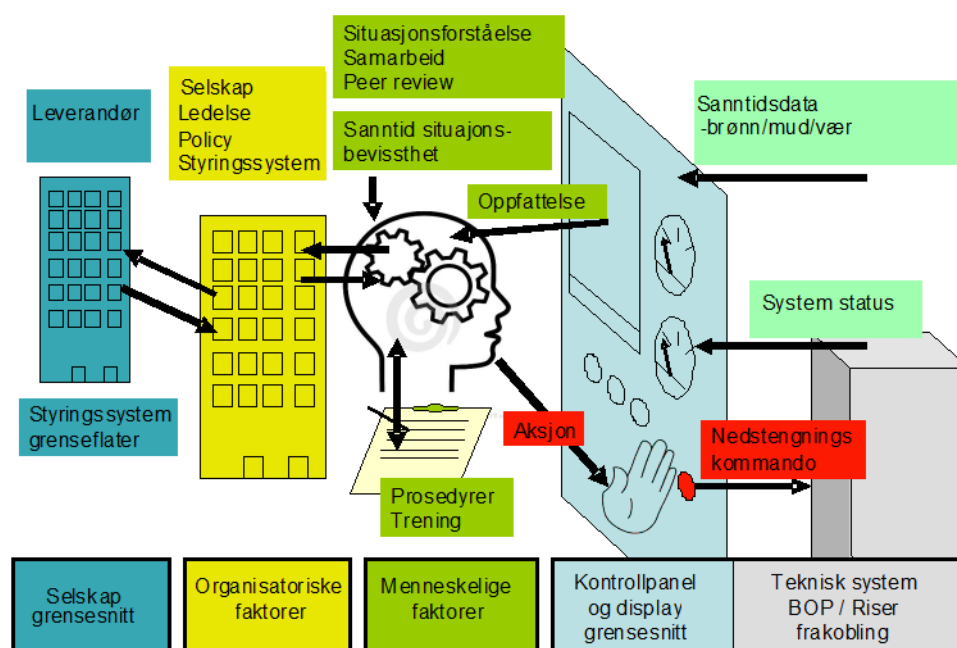 Situasjonsforståelse
Samarbeid
Peer review
Selskap
Ledelse
Policy
Styringssystem
Leverandør
Sanntid situajons-
bevissthet
Sanntidsdata
-brønn/mud/vær
Oppfattelse
System status
Styringssystem
grenseflater
Aksjon
Nedstengnings
kommando
Prosedyrer
Trening
Selskap
grensesnitt
Organisatoriske
faktorer
Menneskelige
faktorer
Kontrollpanel
og display
grensesnitt
Teknisk system
BOP / Riser
frakobling